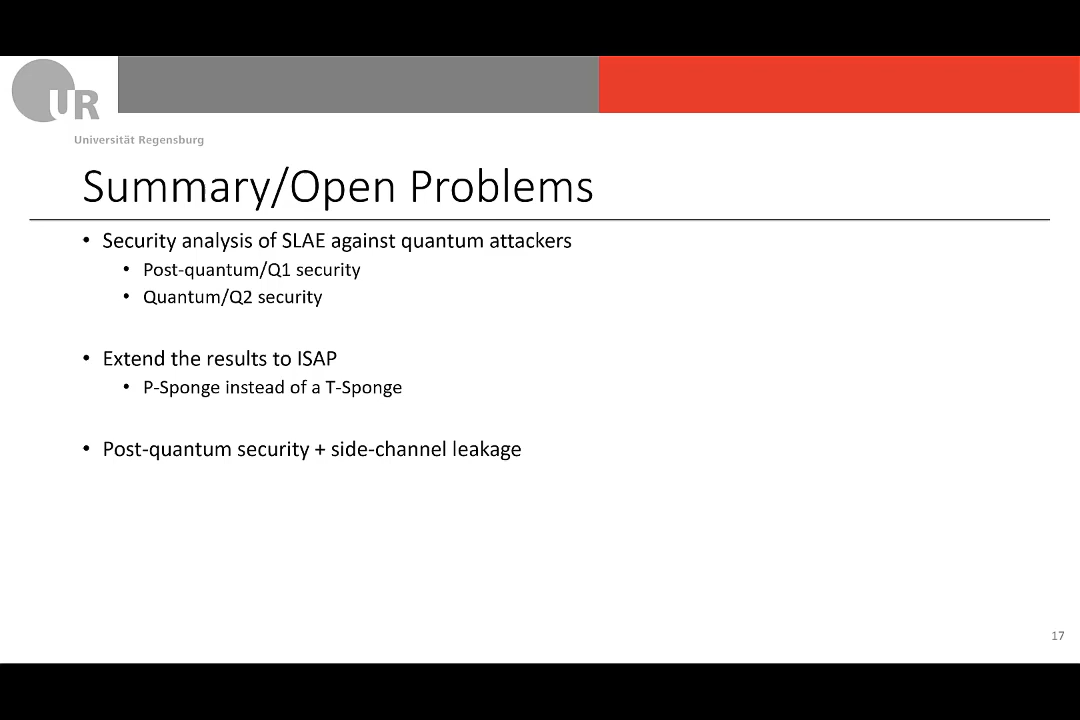 UR
Universität Regensburg
Summary/Open Problems
• Security analysis of SLAE against quantum attackers
• Post-quantum/Q1 security
• Quantum/Q2 security
• Extend the results to ISAP
• P-Sponge instead of a T-Sponge
• Post-quantum security + side-channel leakage
17